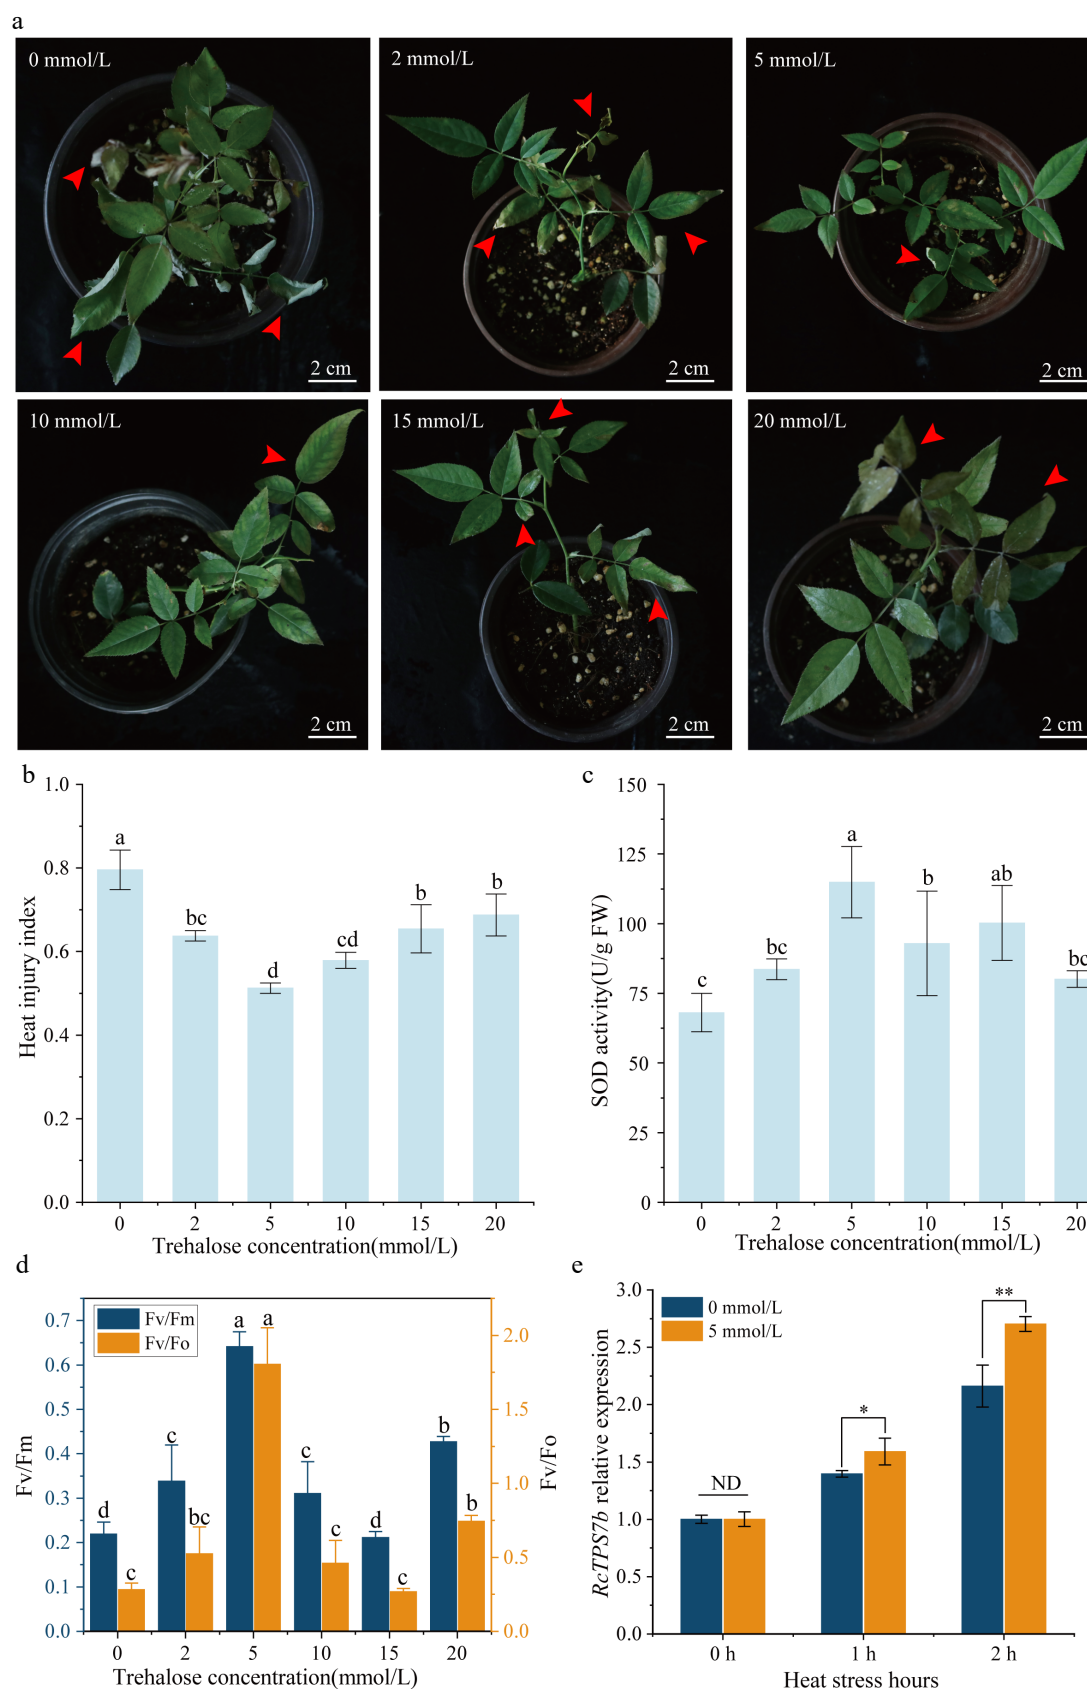 a
0 mmol/L
2 mmol/L
5 mmol/L
2 cm
2 cm
2 cm
10 mmol/L
15 mmol/L
20 mmol/L
2 cm
2 cm
2 cm
b
Heat injury index
1.0
0.8
0.6
0.4
0.2
0.0
a
bc
d
cd
b
b
0 2 5 10 15 20
Trehalose concentration(mmol/L)
c
SOD activity(U/g FW)
150
125
100
75
50
25
0
c
bc
a
b
ab
bc
0 2 5 10 15 20
Trehalose concentration(mmol/L)
d
Fv/Fm
0.7
0.6
0.5
0.4
0.3
0.2
0.1
0.0
Fv/Fm
Fv/Fo
d
c
c
bc
a
a
c
c
d
c
b
b
2.0
1.5
1.0
0.5
0.0
Fv/Fo
0 2 5 10 15 20
Trehalose concentration(mmol/L)
e
RcTPS7b relative expression
3.0
2.5
2.0
1.5
1.0
0.5
0.0
0 mmol/L
5 mmol/L
ND
*
**
0 h 1 h 2 h
Heat stress hours